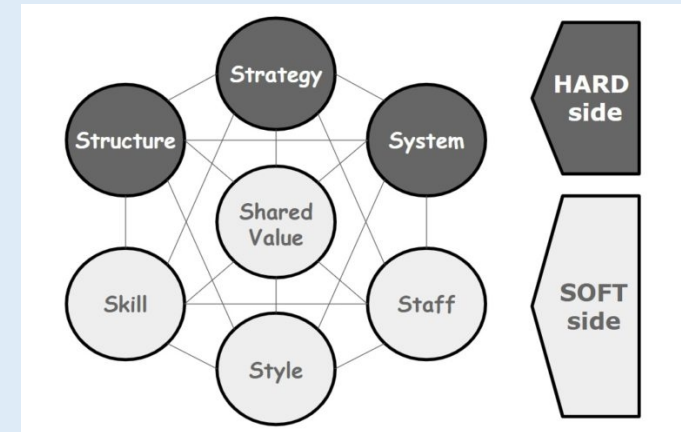 Strategy
HARD
side
Structure
System
Shared
Value
Skill
Staff
SOFT
side
Style